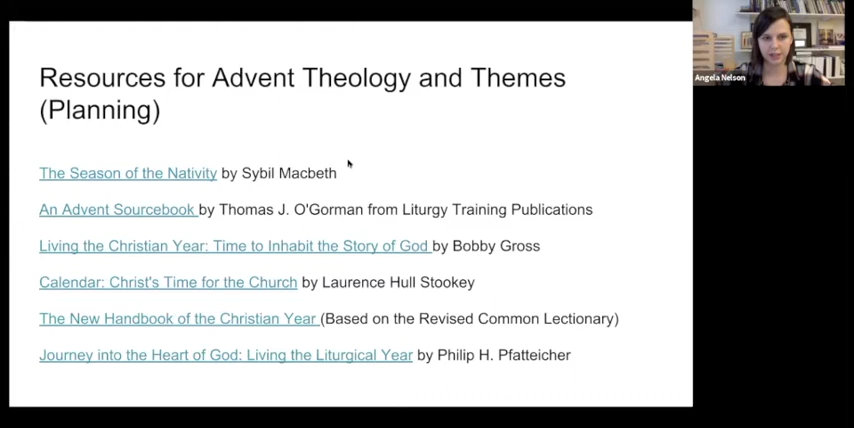 Resources for Advent Theology and Themes
(Planning)
The Season of the Nativity by Sybil Macbeth
An Advent Sourcebook by Thomas J. O'Gorman from Liturgy Training Publications
Living the Christian Year: Time to Inhabit the Story of God by Bobby Gross
Calendar: Christ's Time for the Church by Laurence Hull Stookey
The New Handbook of the Christian Year (Based on the Revised Common Lectionary)
Journey into the Heart of God: Living the Liturgical Year by Philip H. Pfatteicher
Angela Nelson